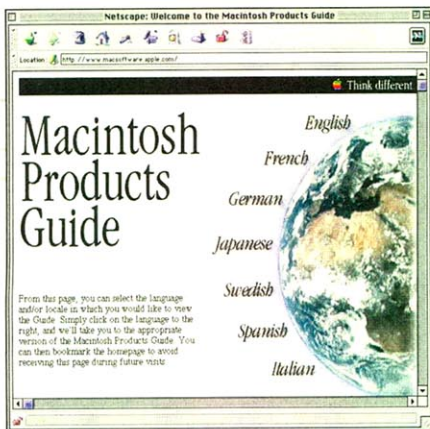 Netscape: Welcome to the Macintosh Products Guide
Location: http://www.macsoftware.apple.com/
Think different
Macintosh
Products
Guide
English
French
German
Japanese
Swedish
Spanish
Italian
From this page, you can select the language
and/or locale in which you would like to view
the Guide. Simply click on the language to the
right, and we'll take you to the appropriate
version of the Macintosh Products Guide. You
can then bookmark the homepage to avoid
receiving this page during future visits.